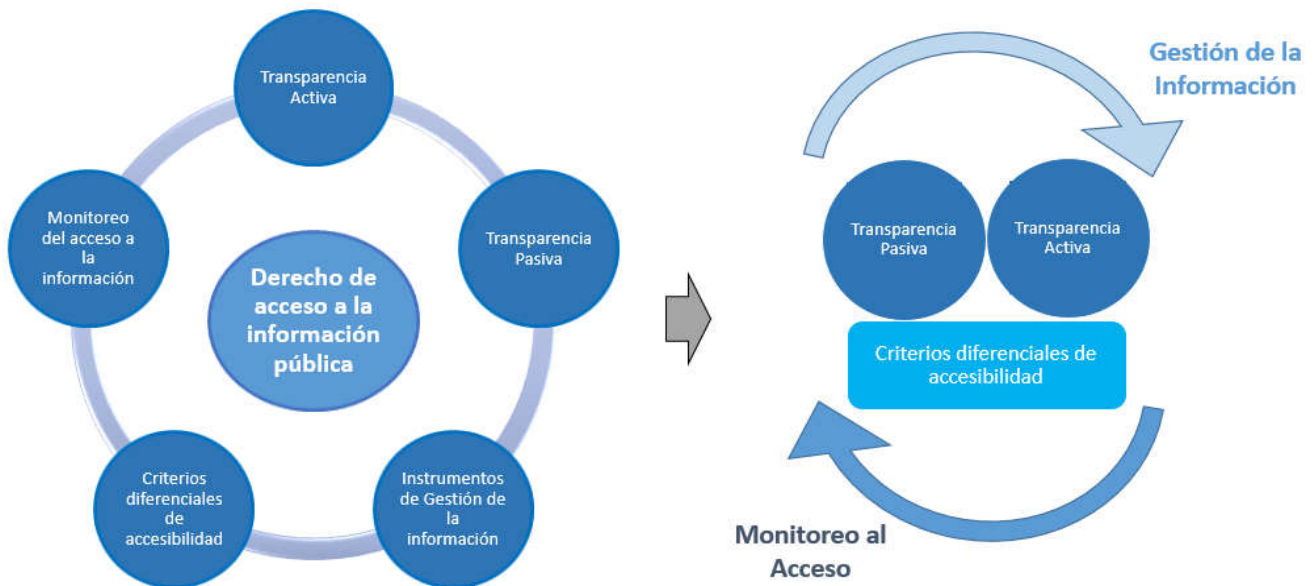 Transparencia
Activa
Transparencia
Pasiva
Instrumentos
de Gestión de
la
información
Criterios
diferenciales
de
accesibilidad
Monitoreo
del acceso a
la
información
Derecho de
acceso a la
información
pública
Gestión de la
Información
Transparencia
Pasiva
Transparencia
Activa
Criterios diferenciales de
accesibilidad
Monitoreo al
Acceso